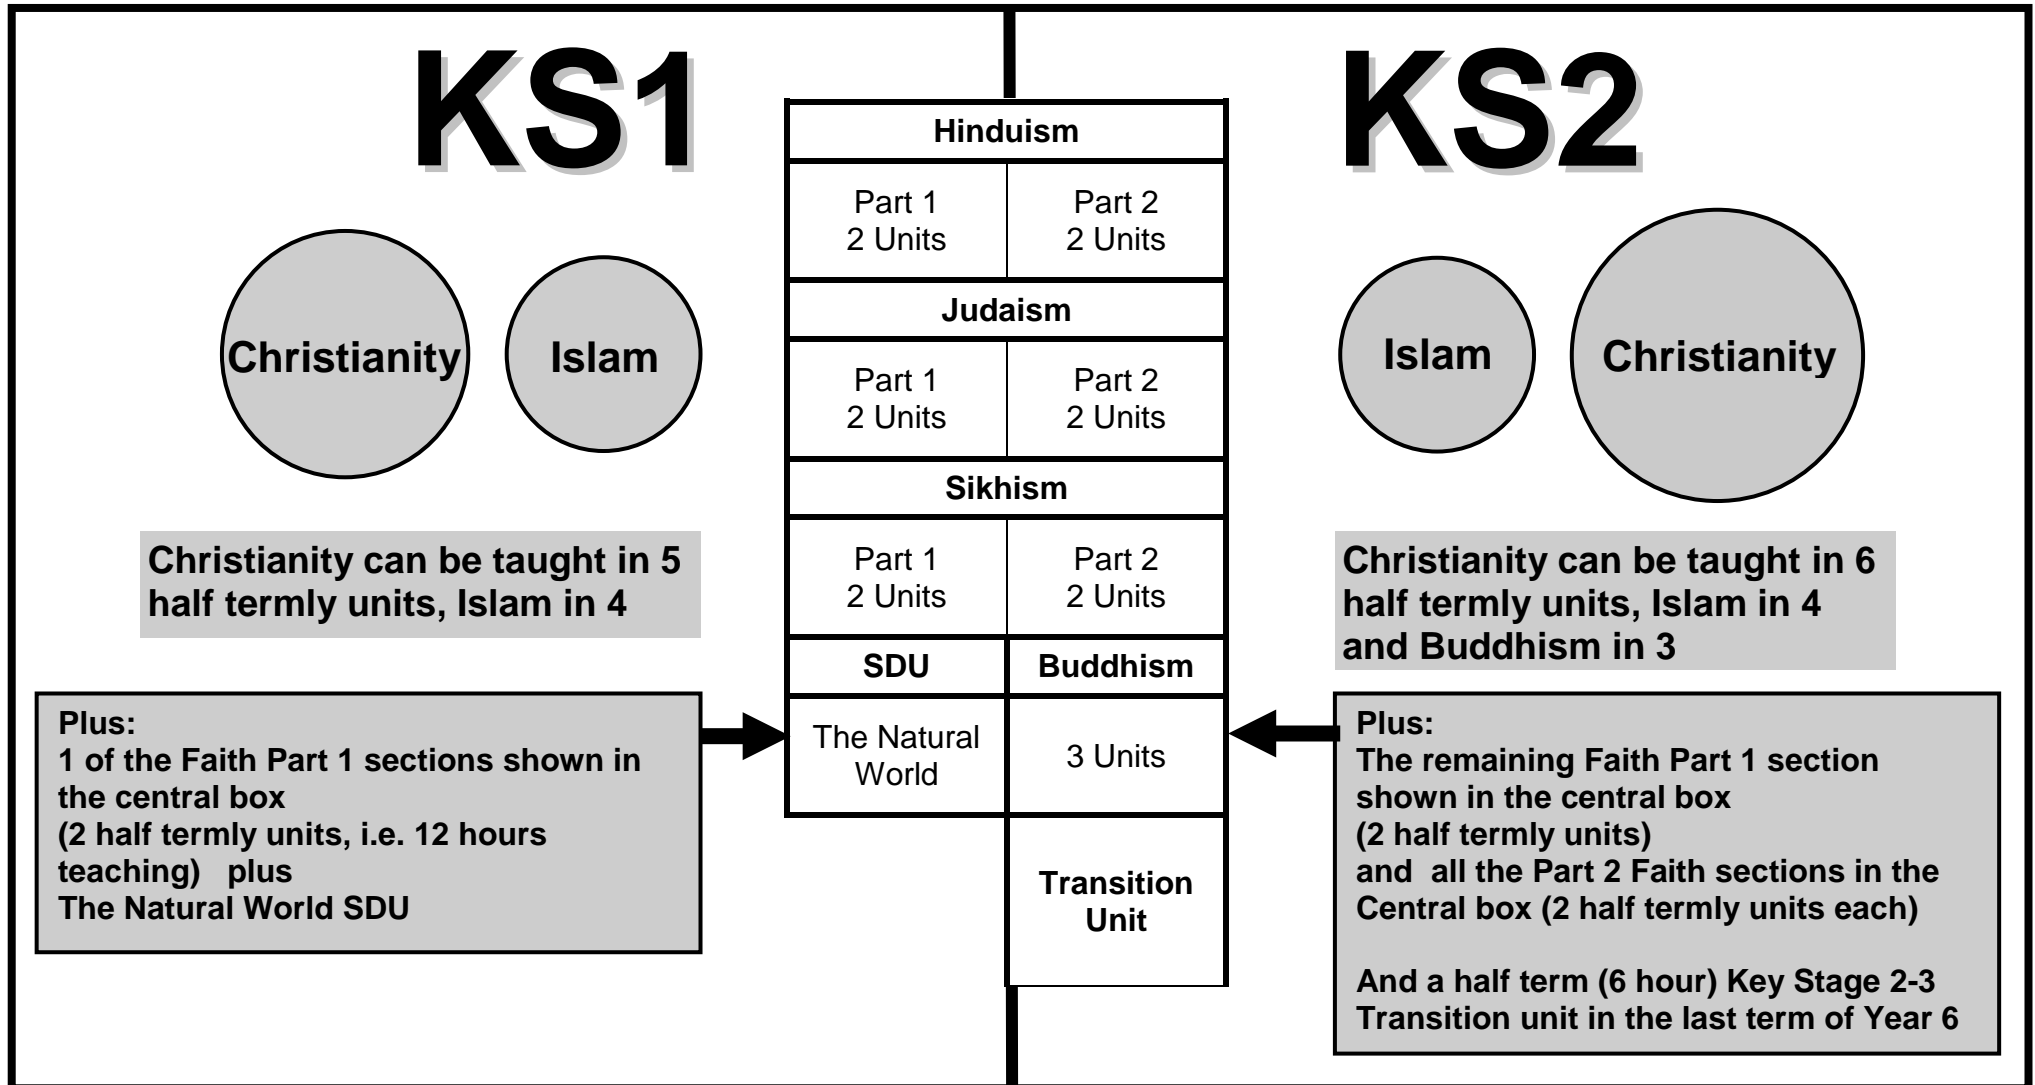 KS1
KS2
Christianity
Islam
Christianity can be taught in 5
half termly units, Islam in 4
Plus:
1 of the Faith Part 1 sections shown in
the central box
(2 half termly units, i.e. 12 hours
teaching) plus
The Natural World SDU
Hinduism
Part 1
2 Units
Part 2
2 Units
Judaism
Part 1
2 Units
Part 2
2 Units
Sikhism
Part 1
2 Units
Part 2
2 Units
SDU
Buddhism
The Natural
World
3 Units
Transition
Unit
Islam
Christianity
Christianity can be taught in 6
half termly units, Islam in 4
and Buddhism in 3
Plus:
The remaining Faith Part 1 section
shown in the central box
(2 half termly units)
and all the Part 2 Faith sections in the
Central box (2 half termly units each)
And a half term (6 hour) Key Stage 2-3
Transition unit in the last term of Year 6